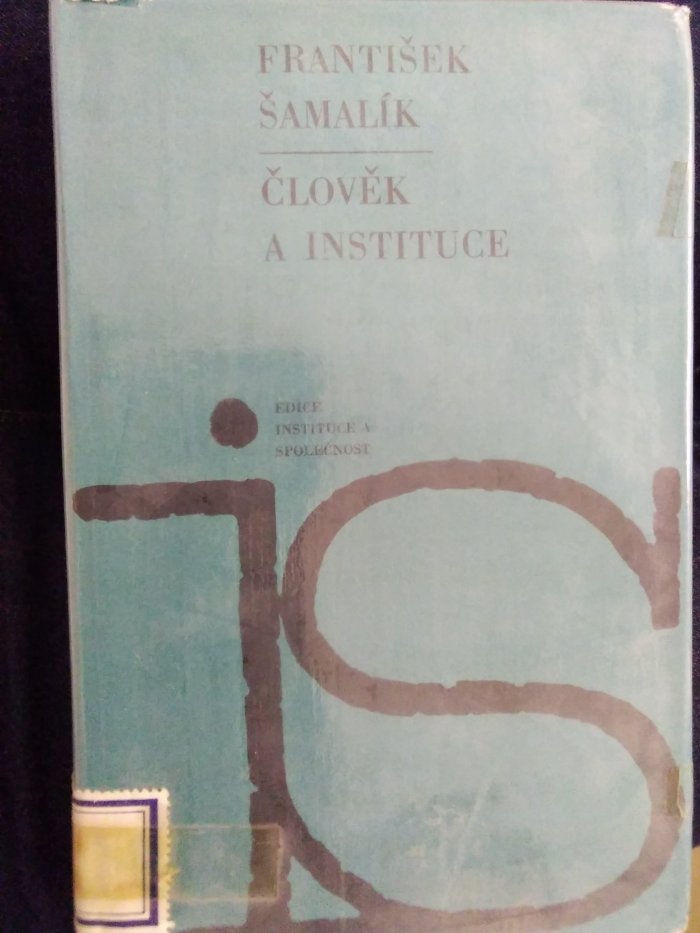 FRANTIŠEK
ŠAMALÍK
ČLOVĚK
A INSTITUCE
EDICE
INSTITUCE A
SPOLEČNOST
is